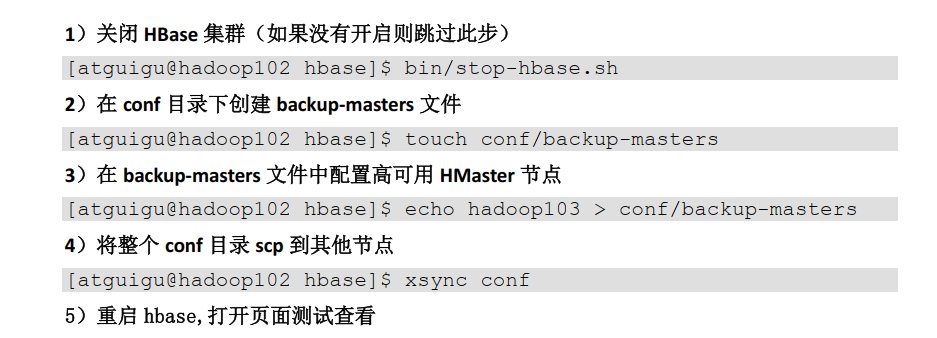 1）关闭 HBase 集群（如果没有开启则跳过此步）
[atguigu@hadoop102 hbase]$ bin/stop-hbase.sh
2）在 conf 目录下创建 backup-masters 文件
[atguigu@hadoop102 hbase]$ touch conf/backup-masters
3）在 backup-masters 文件中配置高可用 HMaster 节点
[atguigu@hadoop102 hbase]$ echo hadoop103 > conf/backup-masters
4）将整个 conf 目录 scp 到其他节点
[atguigu@hadoop102 hbase]$ xsync conf
5）重启 hbase,打开页面测试查看